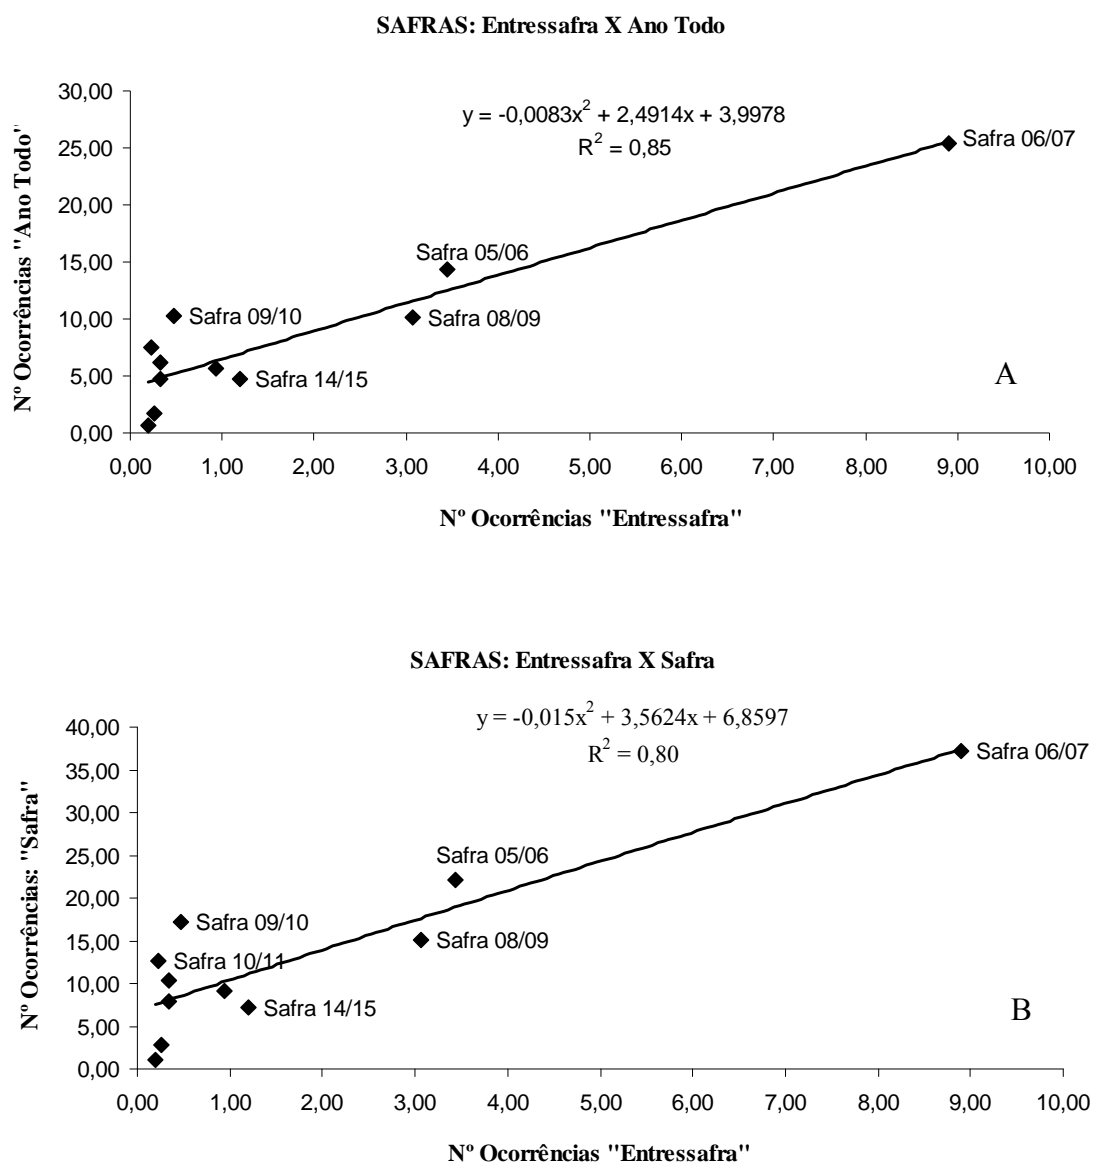 SAFRAS: Entressafra X Ano Todo
y = -0,0083x² + 2,4914x + 3,9978
R² = 0,85
Nº Ocorrências "Ano Todo"
30,00
25,00
20,00
15,00
10,00
5,00
0,00
Safra 06/07
Safra 05/06
Safra 09/10
Safra 08/09
Safra 14/15
A
0,00 1,00 2,00 3,00 4,00 5,00 6,00 7,00 8,00 9,00 10,00
Nº Ocorrências "Entressafra"
SAFRAS: Entressafra X Safra
y = -0,015x² + 3,5624x + 6,8597
R² = 0,80
Nº Ocorrências: "Safra"
40,00
35,00
30,00
25,00
20,00
15,00
10,00
5,00
0,00
Safra 06/07
Safra 05/06
Safra 09/10
Safra 08/09
Safra 10/11
Safra 14/15
B
0,00 1,00 2,00 3,00 4,00 5,00 6,00 7,00 8,00 9,00 10,00
Nº Ocorrências "Entressafra"